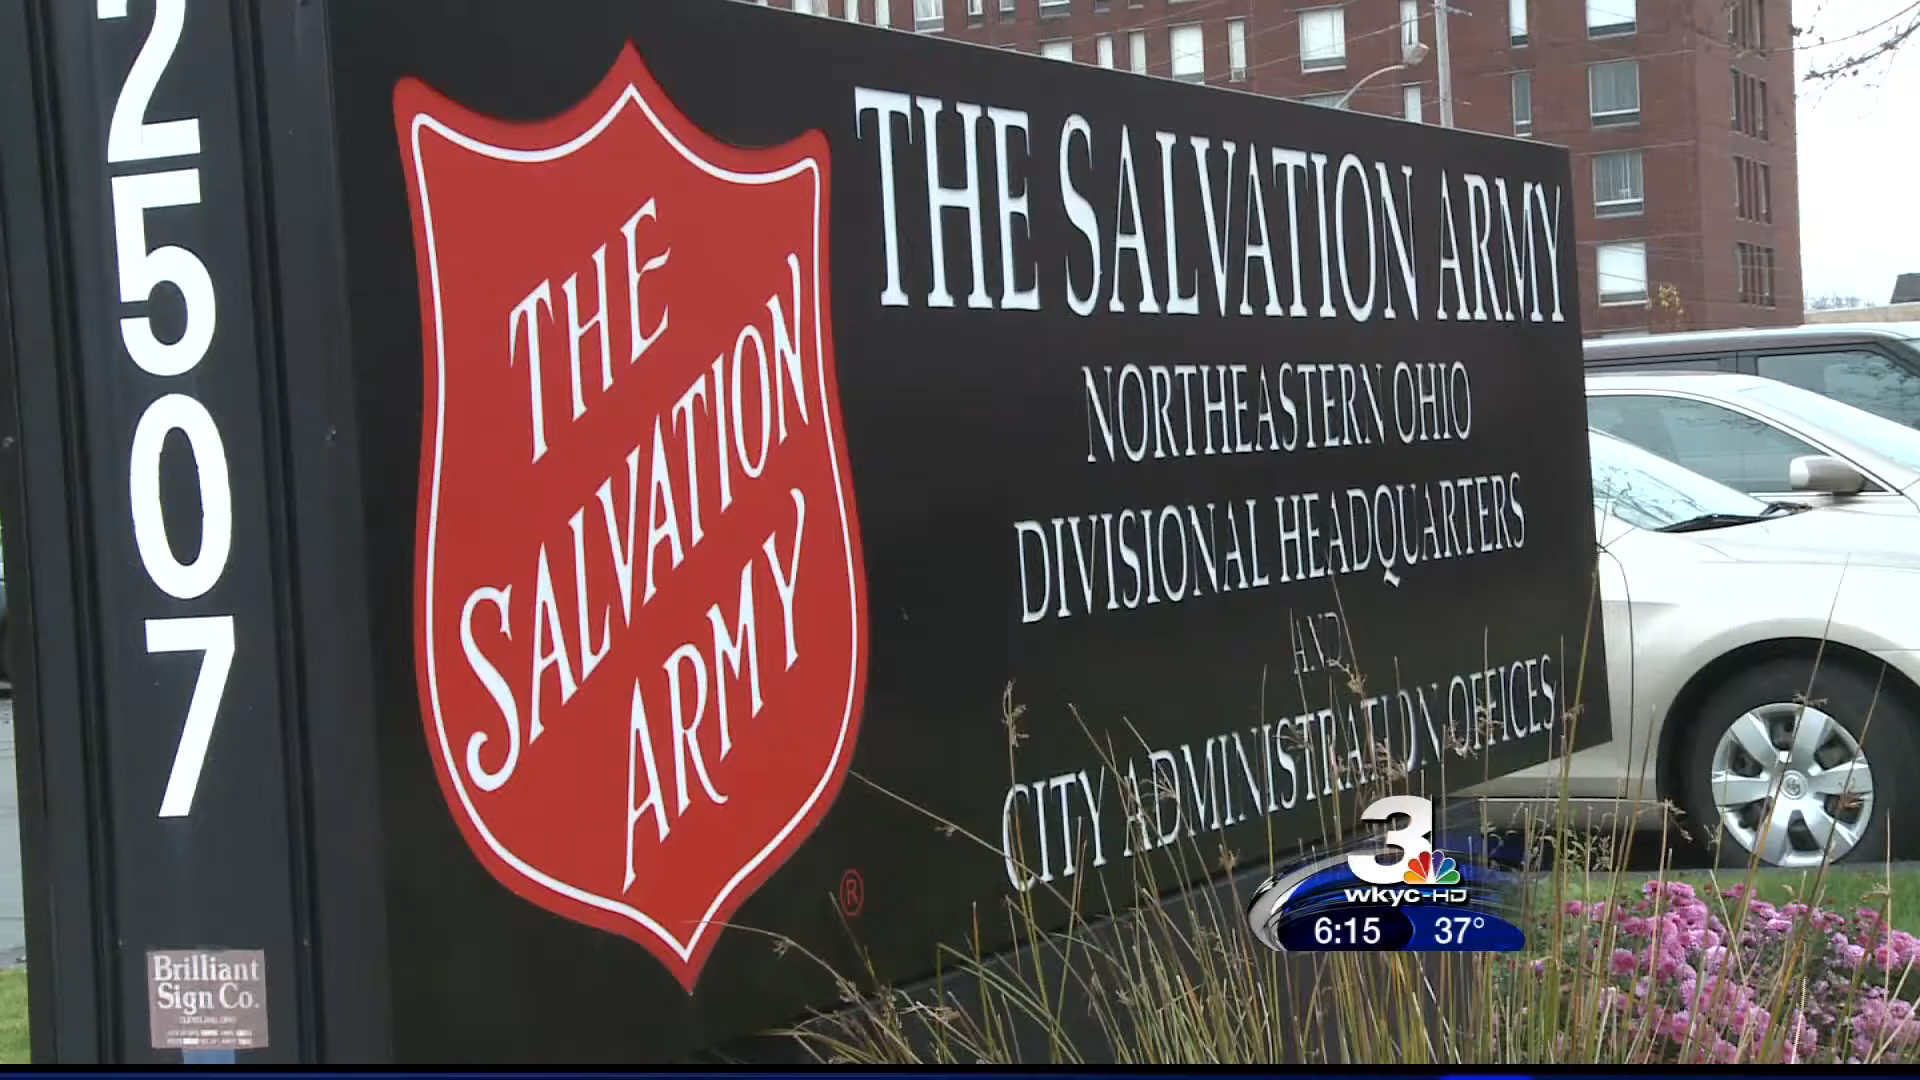 2507
THE
SALVATION
ARMY
®
THE SALVATION ARMY
NORTHEASTERN OHIO
DIVISIONAL HEADQUARTERS
AND
CITY ADMINISTRATION OFFICES
Brilliant
Sign Co.
3
WKYC-HD
6:15 37°